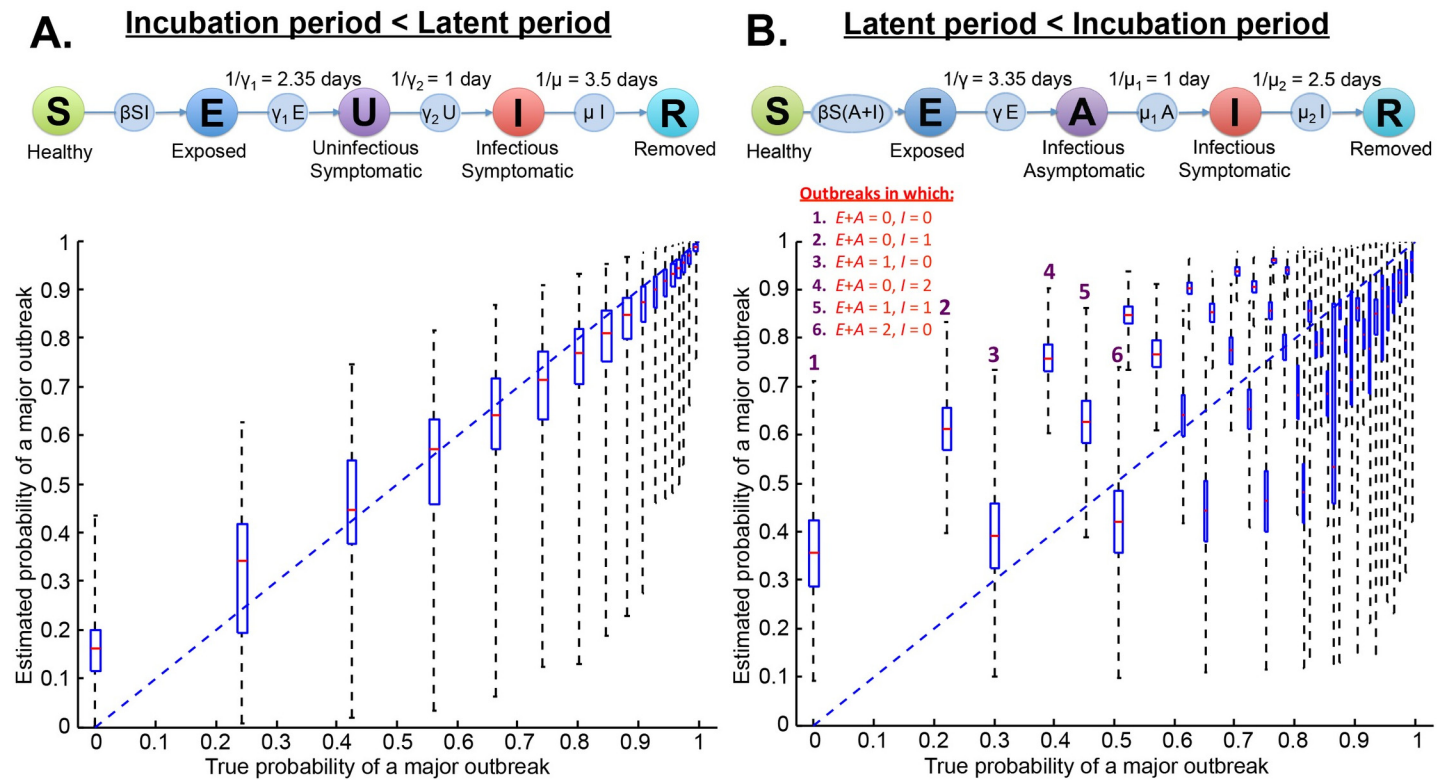 A.
Incubation period < Latent period
1/γ1 = 2.35 days
1/γ2 = 1 day
1/μ = 3.5 days
S
βSI
E
γ1 E
U
γ2 U
I
μ I
R
Healthy
Exposed
Uninfectious
Symptomatic
Infectious
Symptomatic
Removed
Estimated probability of a major outbreak
1
0.9
0.8
0.7
0.6
0.5
0.4
0.3
0.2
0.1
0
0
0.1
0.2
0.3
0.4
0.5
0.6
0.7
0.8
0.9
1
True probability of a major outbreak
B.
Latent period < Incubation period
1/γ = 3.35 days
1/μ1 = 1 day
1/μ2 = 2.5 days
S
βS(A+I)
E
γ E
A
μ1 A
I
μ2 I
R
Healthy
Exposed
Infectious
Asymptomatic
Infectious
Symptomatic
Removed
Outbreaks in which:
1. E+A = 0, I = 0
2. E+A = 0, I = 1
3. E+A = 1, I = 0
4. E+A = 0, I = 2
5. E+A = 1, I = 1
6. E+A = 2, I = 0
1
2
3
4
5
6
Estimated probability of a major outbreak
1
0.9
0.8
0.7
0.6
0.5
0.4
0.3
0.2
0.1
0
0
0.1
0.2
0.3
0.4
0.5
0.6
0.7
0.8
0.9
1
True probability of a major outbreak